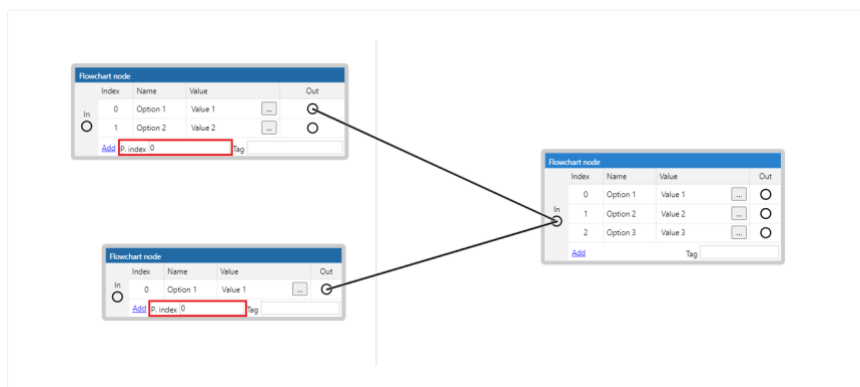 Flowchart node
Index Name Value Out
In
0 Option 1 Value 1 ...
1 Option 2 Value 2 ...
Add P. index 0 Tag
Flowchart node
Index Name Value Out
In
0 Option 1 Value 1 ...
Add P. index 0 Tag
Flowchart node
Index Name Value Out
In
0 Option 1 Value 1 ...
1 Option 2 Value 2 ...
2 Option 3 Value 3 ...
Add Tag